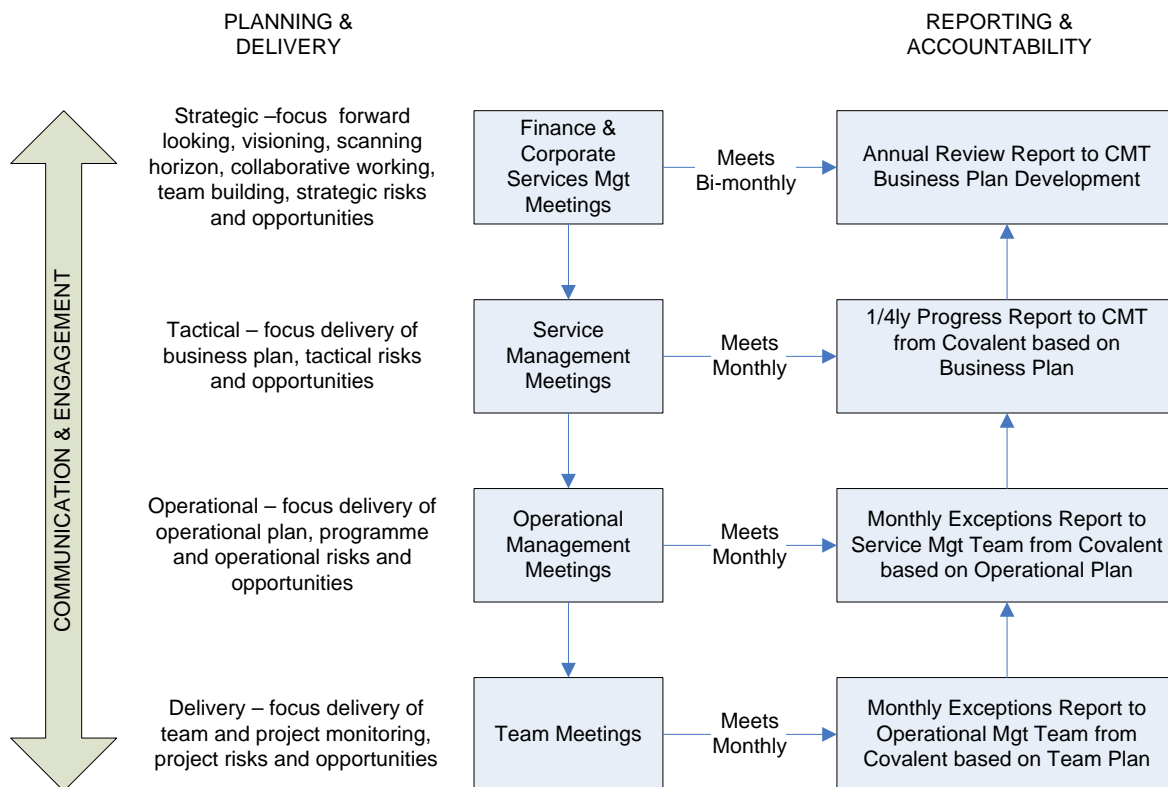 PLANNING &
DELIVERY
REPORTING &
ACCOUNTABILITY
COMMUNICATION & ENGAGEMENT
Strategic –focus forward
looking, visioning, scanning
horizon, collaborative working,
team building, strategic risks
and opportunities
Finance &
Corporate
Services Mgt
Meetings
Meets
Bi-monthly
Annual Review Report to CMT
Business Plan Development
Tactical – focus delivery of
business plan, tactical risks
and opportunities
Service
Management
Meetings
Meets
Monthly
1/4ly Progress Report to CMT
from Covalent based on
Business Plan
Operational – focus delivery of
operational plan, programme
and operational risks and
opportunities
Operational
Management
Meetings
Meets
Monthly
Monthly Exceptions Report to
Service Mgt Team from Covalent
based on Operational Plan
Delivery – focus delivery of
team and project monitoring,
project risks and opportunities
Team Meetings
Meets
Monthly
Monthly Exceptions Report to
Operational Mgt Team from
Covalent based on Team Plan